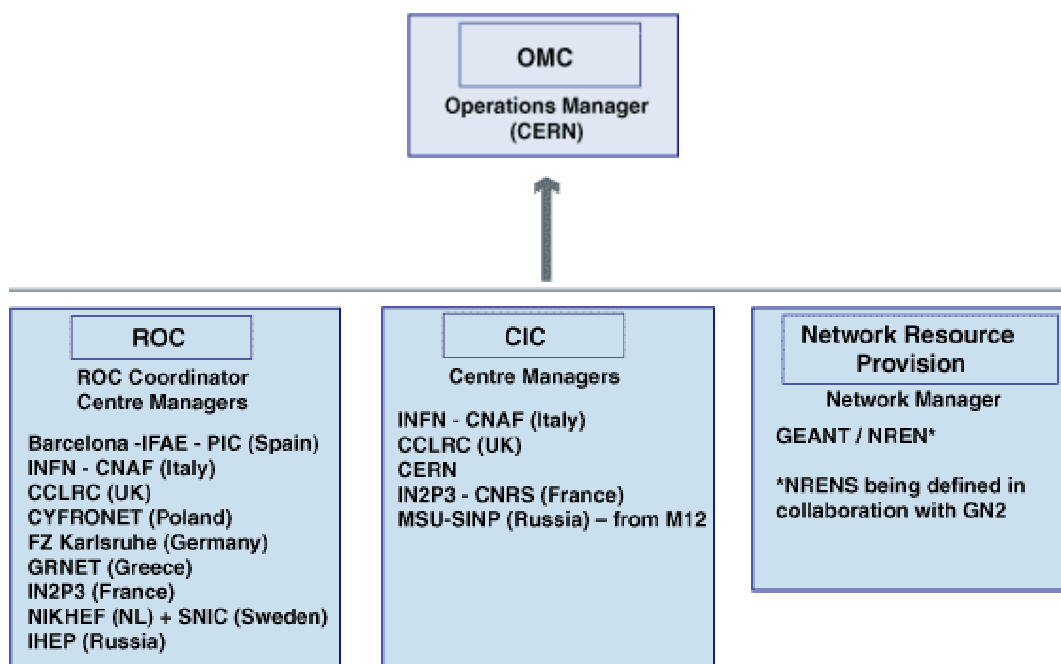 OMC
Operations Manager
(CERN)
ROC
ROC Coordinator
Centre Managers
Barcelona -IFAE - PIC (Spain)
INFN - CNAF (Italy)
CCLRC (UK)
CYFRONET (Poland)
FZ Karlsruhe (Germany)
GRNET (Greece)
IN2P3 (France)
NIKHEF (NL) + SNIC (Sweden)
IHEP (Russia)
CIC
Centre Managers
INFN - CNAF (Italy)
CCLRC (UK)
CERN
IN2P3 - CNRS (France)
MSU-SINP (Russia) – from M12
Network Resource
Provision
Network Manager
GEANT / NREN*
*NRENS being defined in
collaboration with GN2